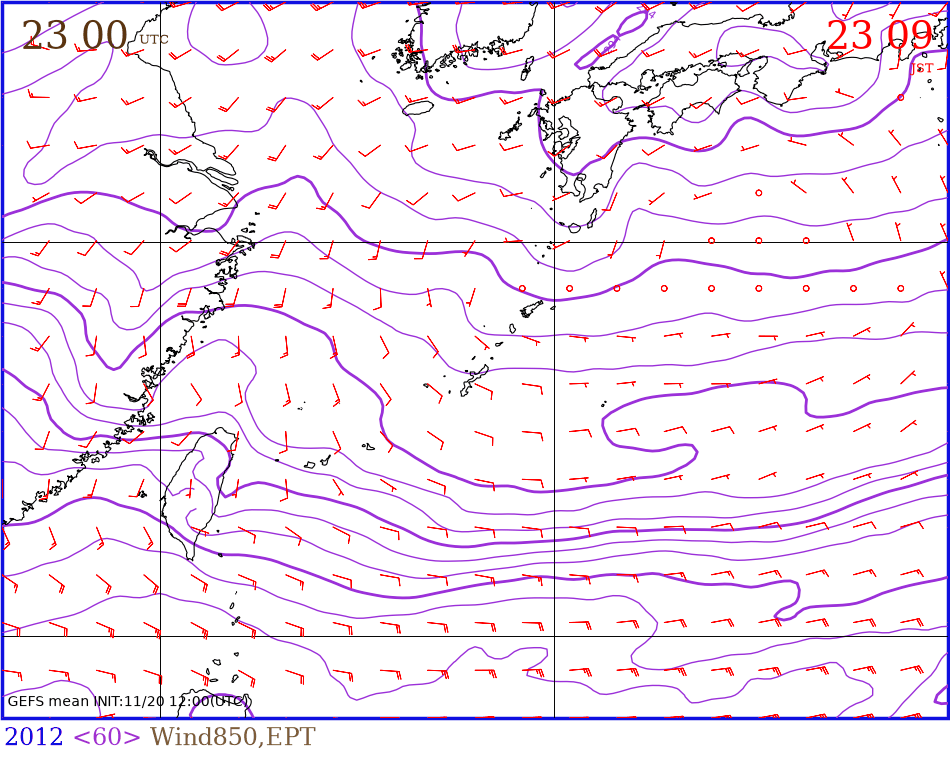 23 00 UTC 23 09 JST
GEFS mean INIT:11/20 12:00(UTC)
2012 <60> Wind850,EPT